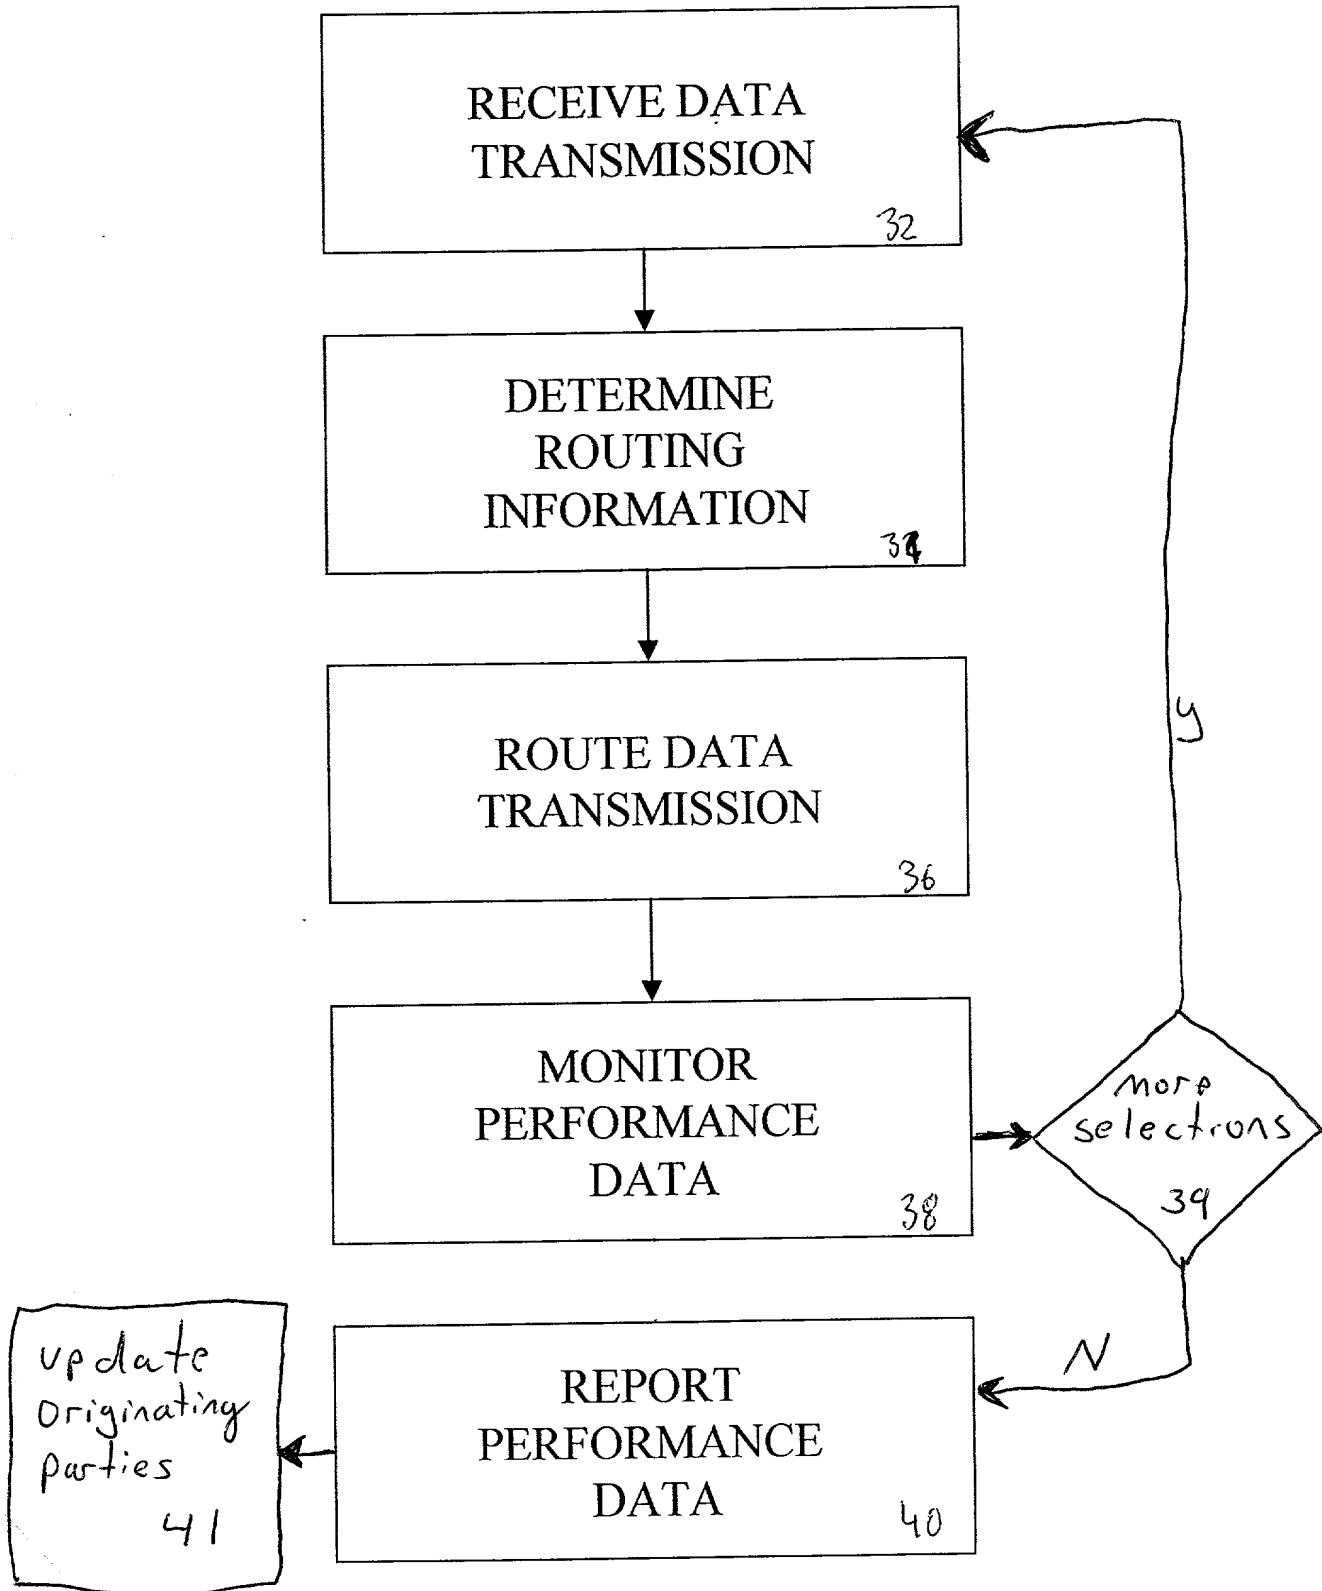 RECEIVE DATA
TRANSMISSION
32
DETERMINE
ROUTING
INFORMATION
34
ROUTE DATA
TRANSMISSION
36
y
MONITOR
PERFORMANCE
DATA
38
more
selections
39
N
REPORT
PERFORMANCE
DATA
40
update
originating
parties
41